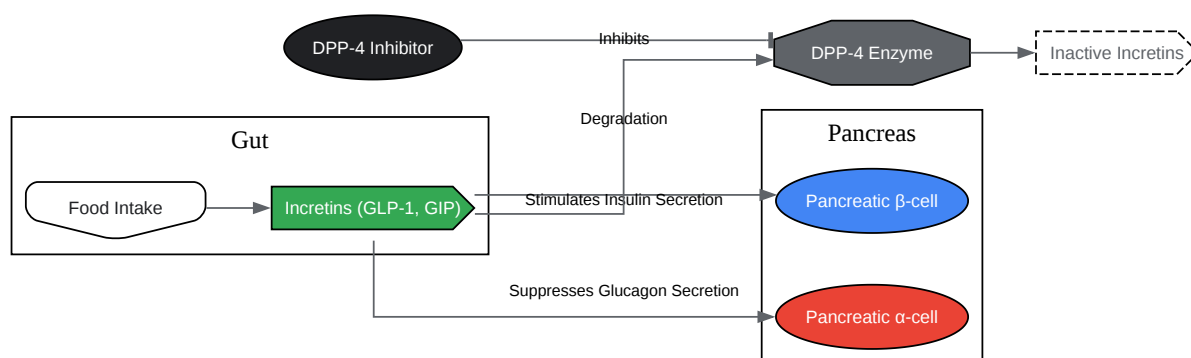 DPP-4 Inhibitor
Inhibits
DPP-4 Enzyme
Inactive Incretins
Degradation
Gut
Pancreas
Food Intake
Incretins (GLP-1, GIP)
Stimulates Insulin Secretion
Pancreatic β-cell
Suppresses Glucagon Secretion
Pancreatic α-cell